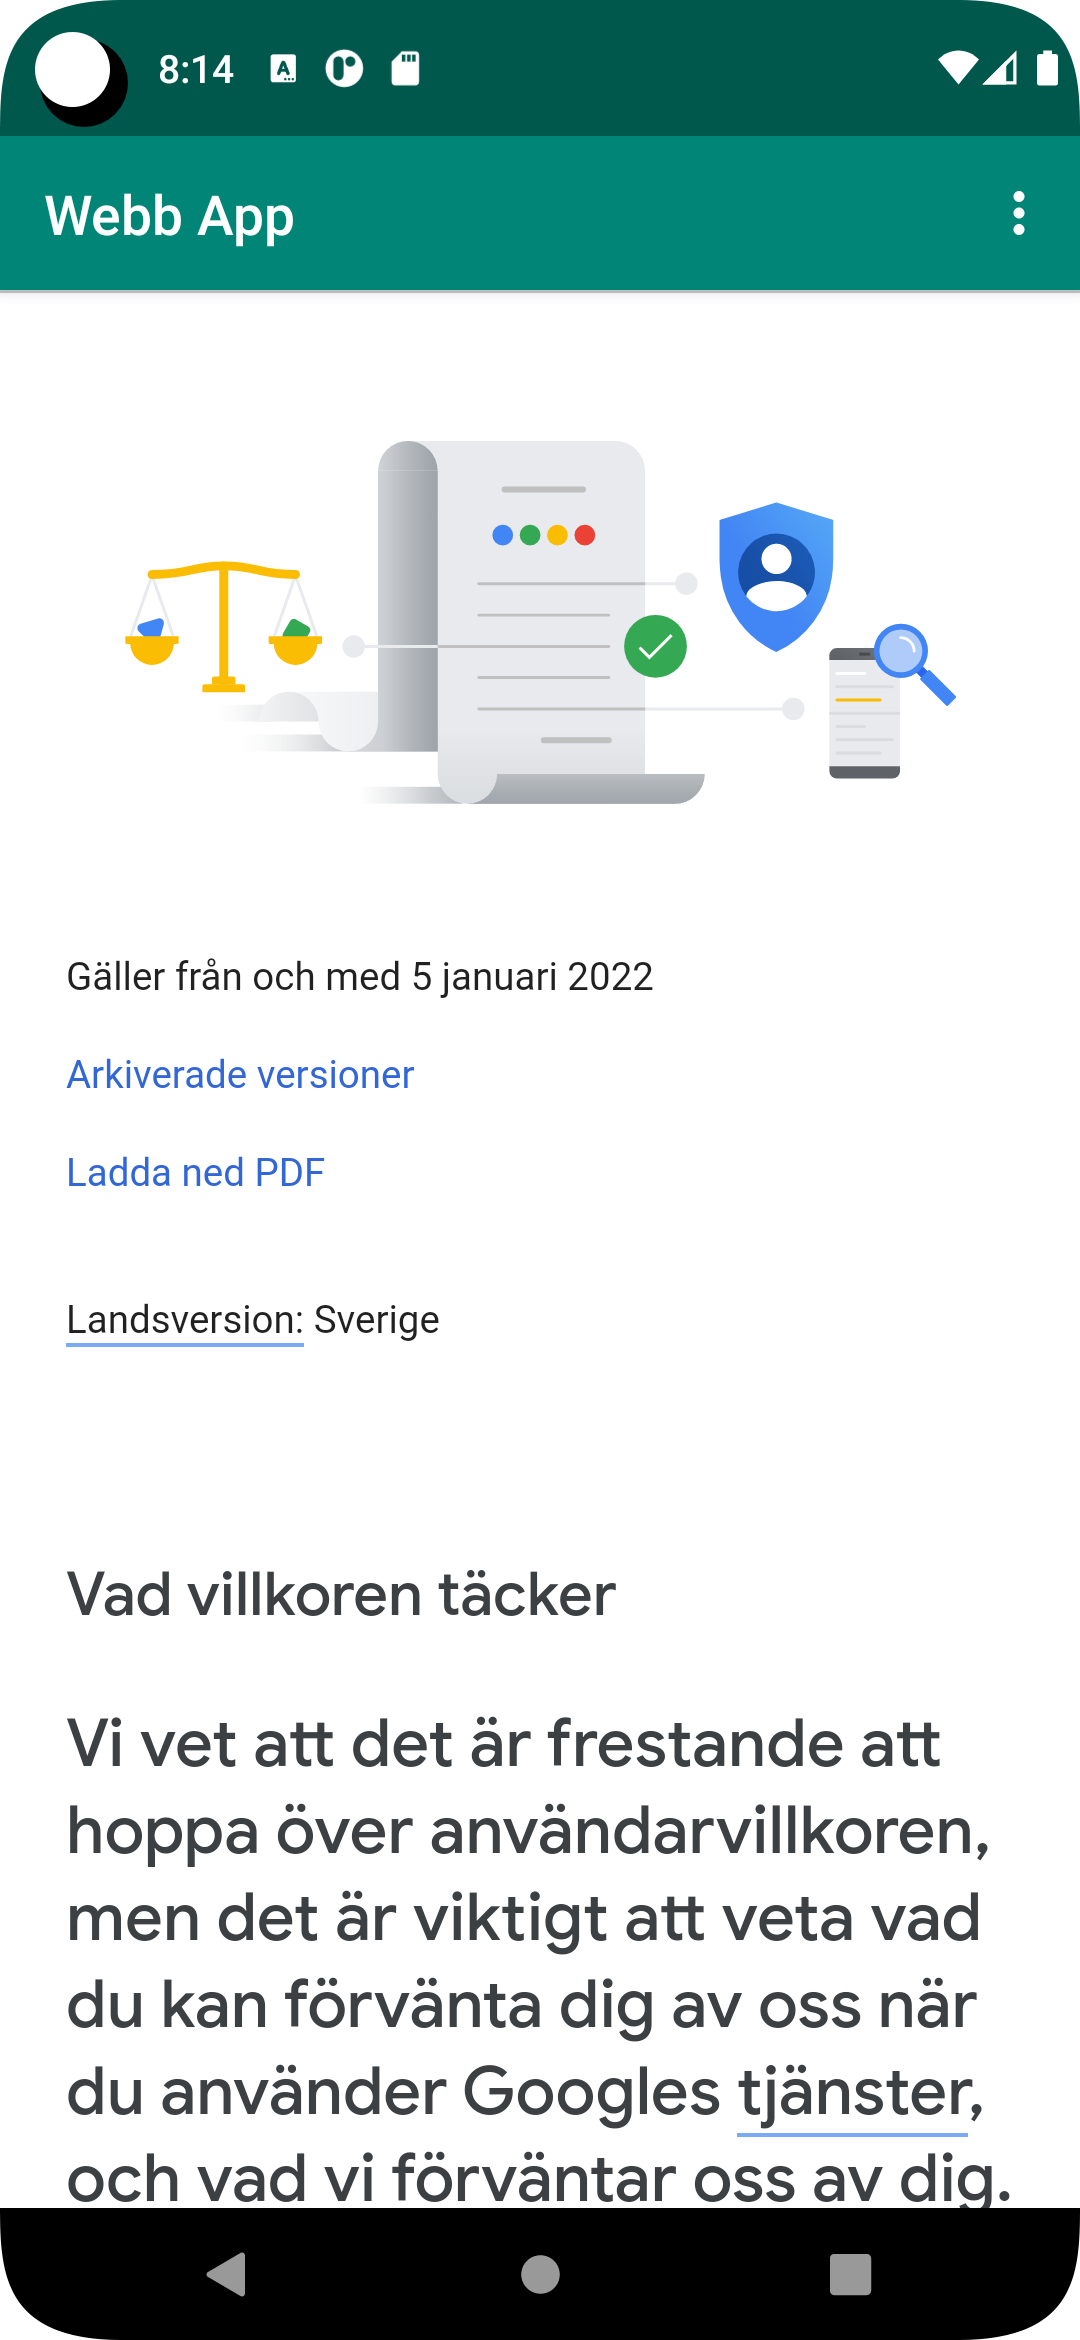 8:14
Webb App
Gäller från och med 5 januari 2022
Arkiverade versioner
Ladda ned PDF
Landsversion: Sverige
Vad villkoren täcker
Vi vet att det är frestande att
hoppa över användarvillkoren,
men det är viktigt att veta vad
du kan förvänta dig av oss när
du använder Googles tjänster,
och vad vi förväntar oss av dig.